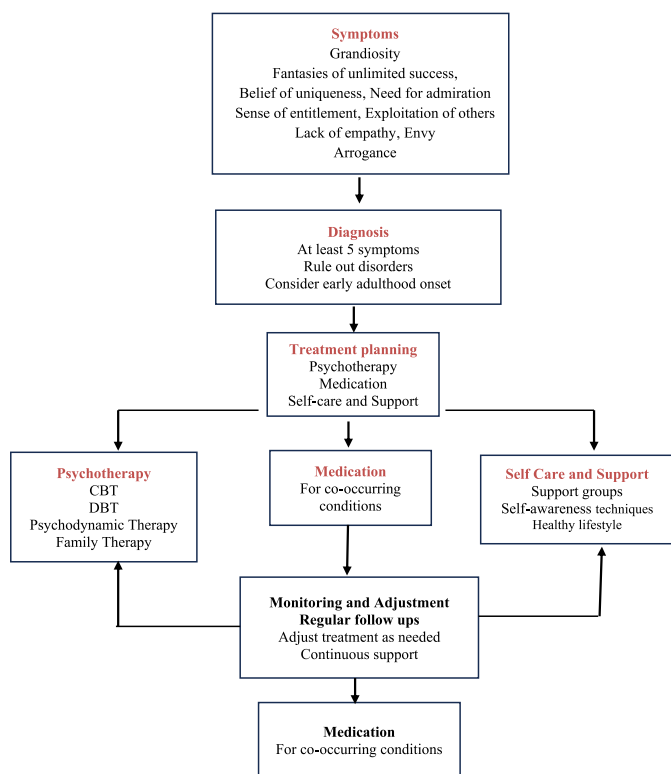 Symptoms
Grandiosity
Fantasies of unlimited success,
Belief of uniqueness, Need for admiration
Sense of entitlement, Exploitation of others
Lack of empathy, Envy
Arrogance
Diagnosis
At least 5 symptoms
Rule out disorders
Consider early adulthood onset
Treatment planning
Psychotherapy
Medication
Self-care and Support
Psychotherapy
CBT
DBT
Psychodynamic Therapy
Family Therapy
Medication
For co-occurring
conditions
Self Care and Support
Support groups
Self-awareness techniques
Healthy lifestyle
Monitoring and Adjustment
Regular follow ups
Adjust treatment as needed
Continuous support
Medication
For co-occurring conditions